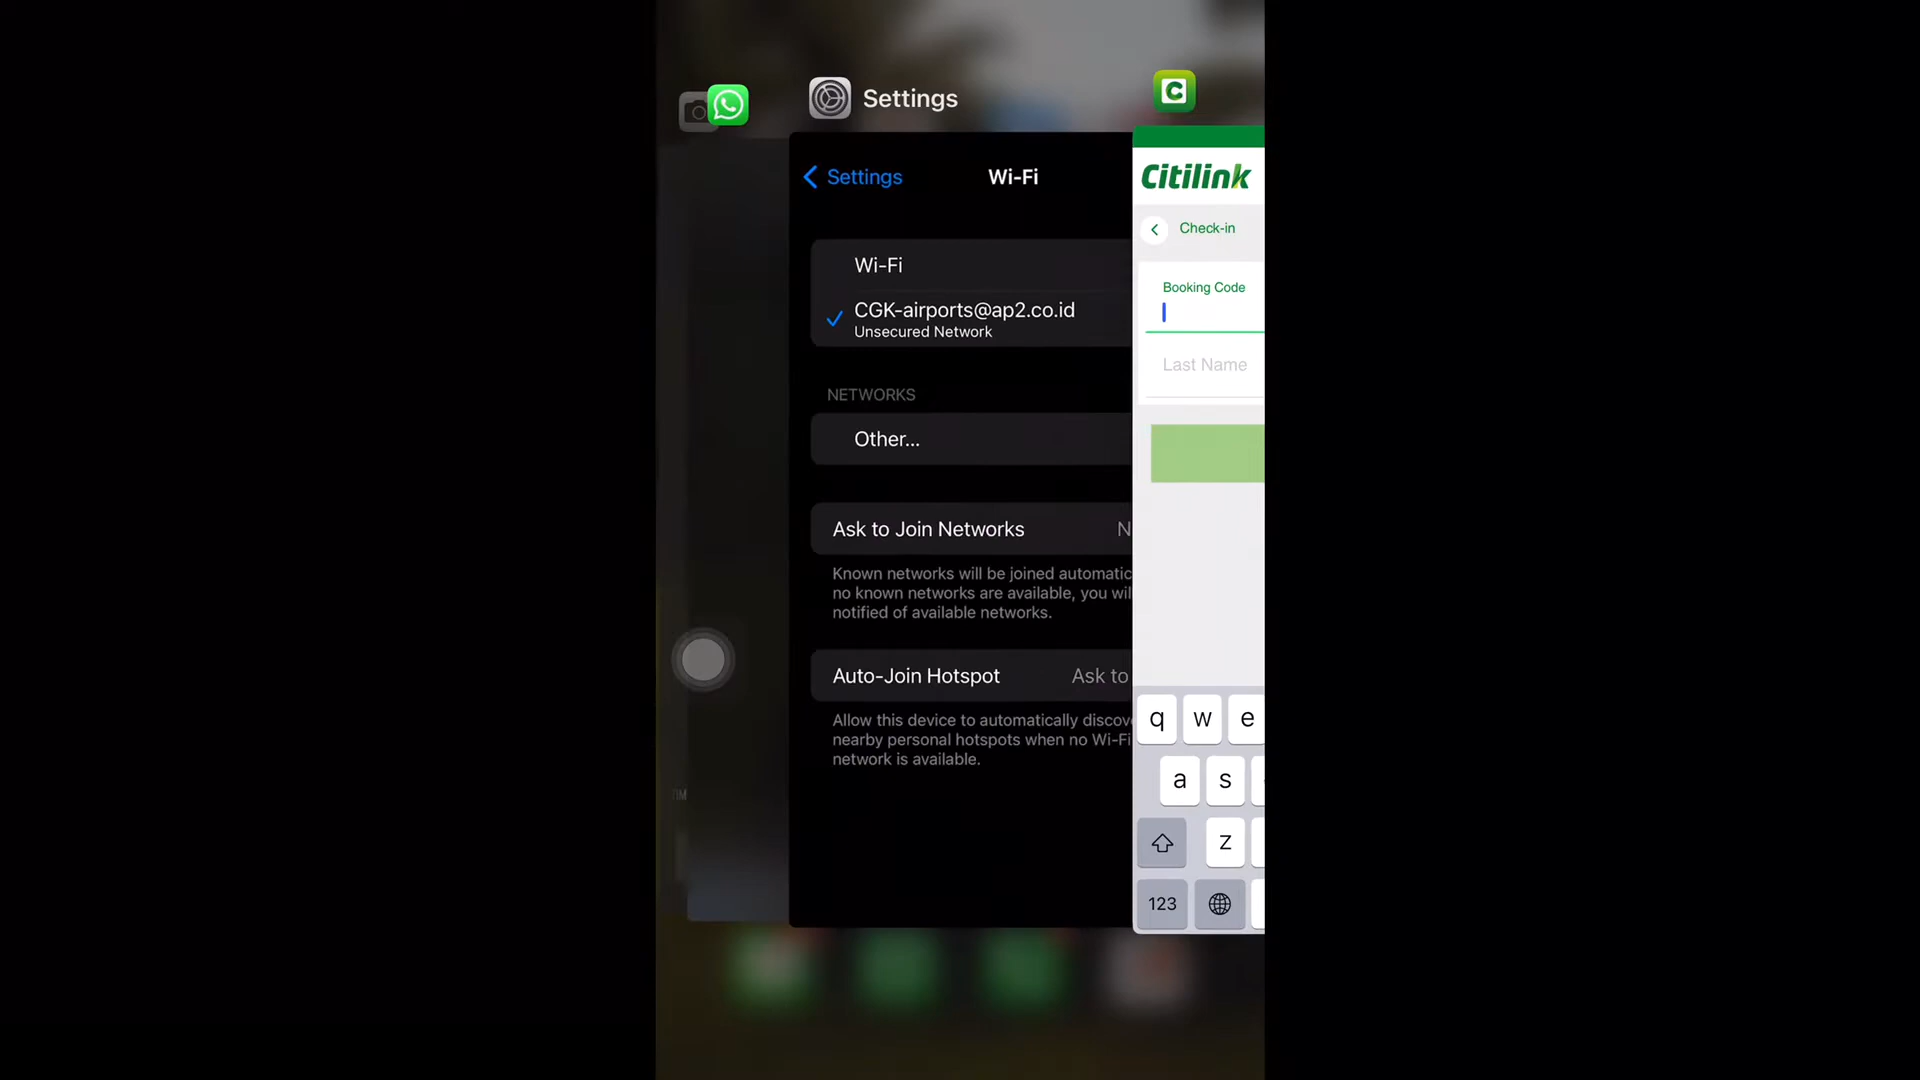 Settings
Settings
Wi-Fi
Wi-Fi
CGK-airports@ap2.co.id
Unsecured Network
NETWORKS
Other...
Ask to Join Networks N
Known networks will be joined automatic
no known networks are available, you wil
notified of available networks.
Auto-Join Hotspot Ask to
Allow this device to automatically discov
nearby personal hotspots when no Wi-Fi
network is available.
Citilink
Check-in
Booking Code
Last Name
q w e
a s
z
123